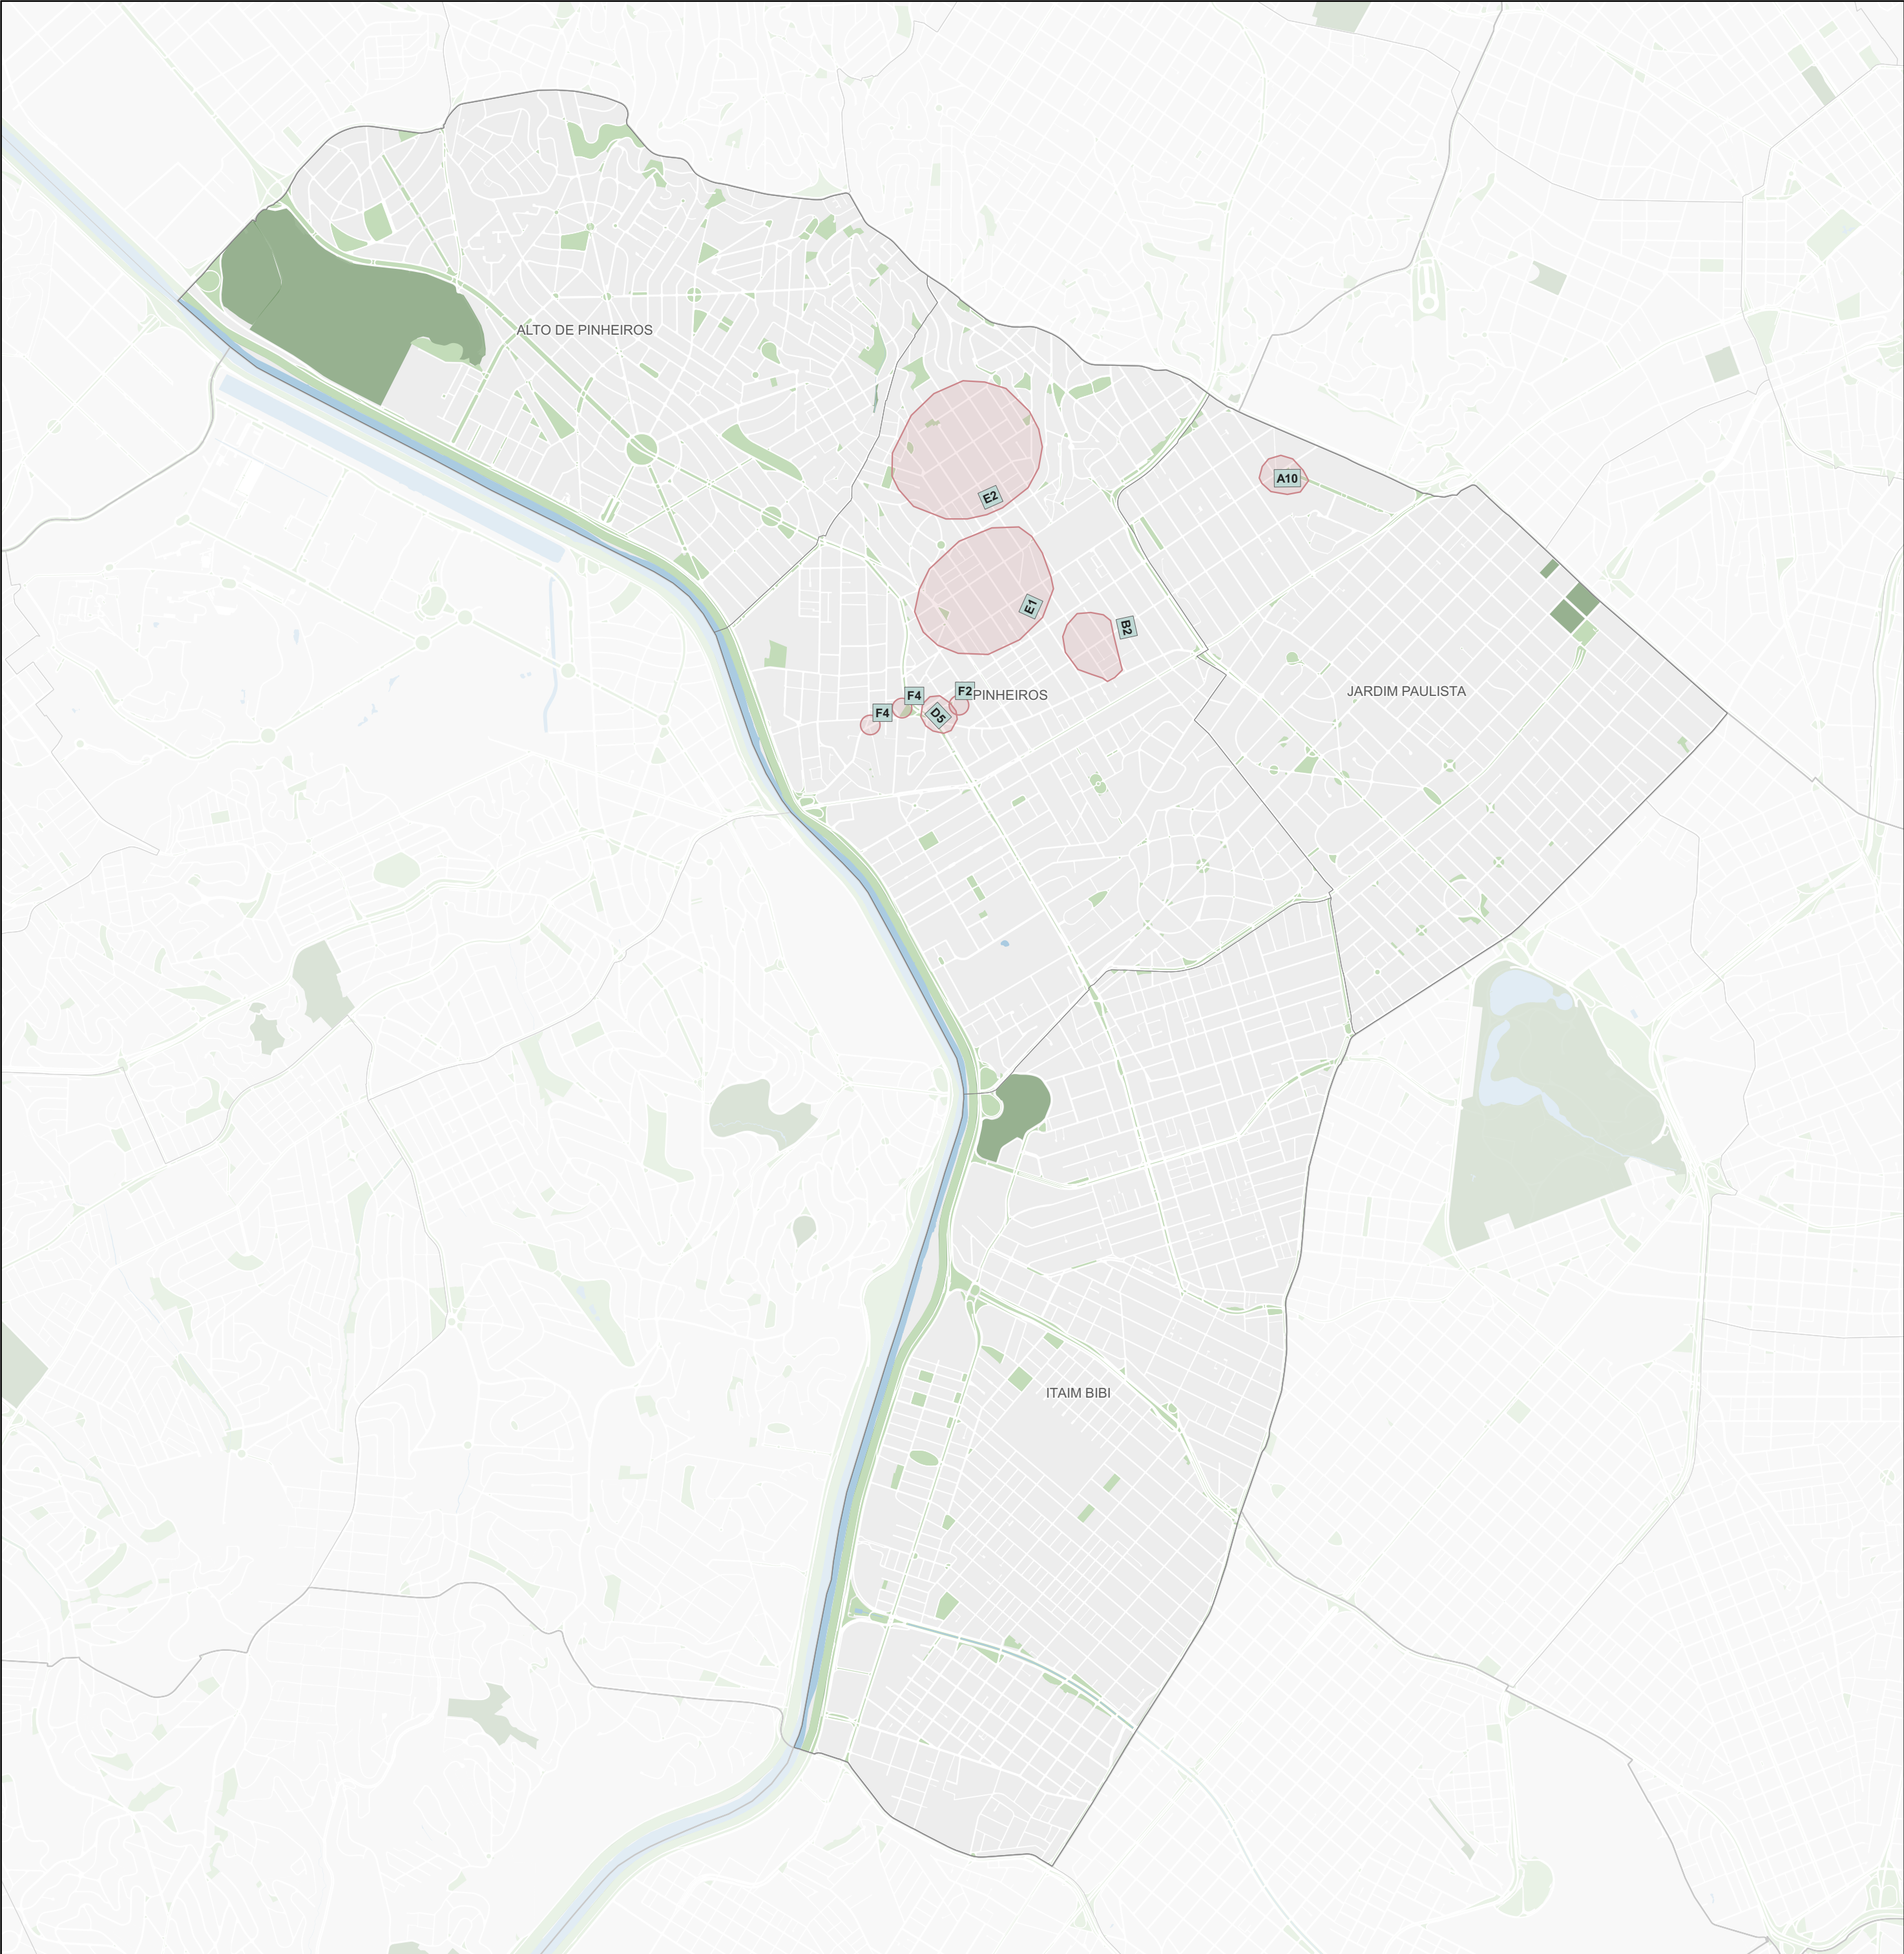 ALTO DE PINHEIROS
A10
E2
E1
B2
F2
F4
PINHEIROS
JARDIM PAULISTA
F4
D5
ITAIM BIBI